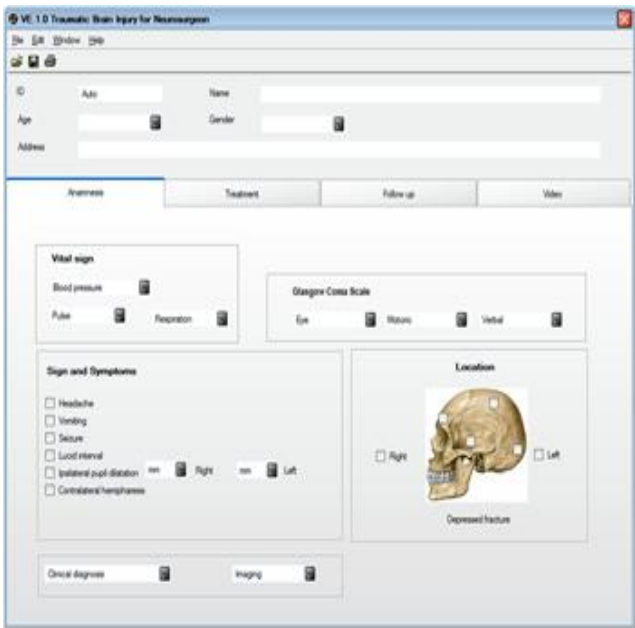 VE. 1.0 Traumatic Brain Injury for Neurosurgeon
File Edit Window Help
ID Auto Name
Age Gender
Address
Anamnesis Treatment Follow up Video
Vital sign
Blood pressure
Pulse Respiration
Glasgow Coma Scale
Eye Motoric Verbal
Sign and Symptoms
Headache
Vomiting
Seizure
Lucid interval
Ipsilateral pupil dilatation mm Right mm Left
Contralateral hemipharesis
Location
Right Left
Depressed fracture
Clinical diagnosis Imaging